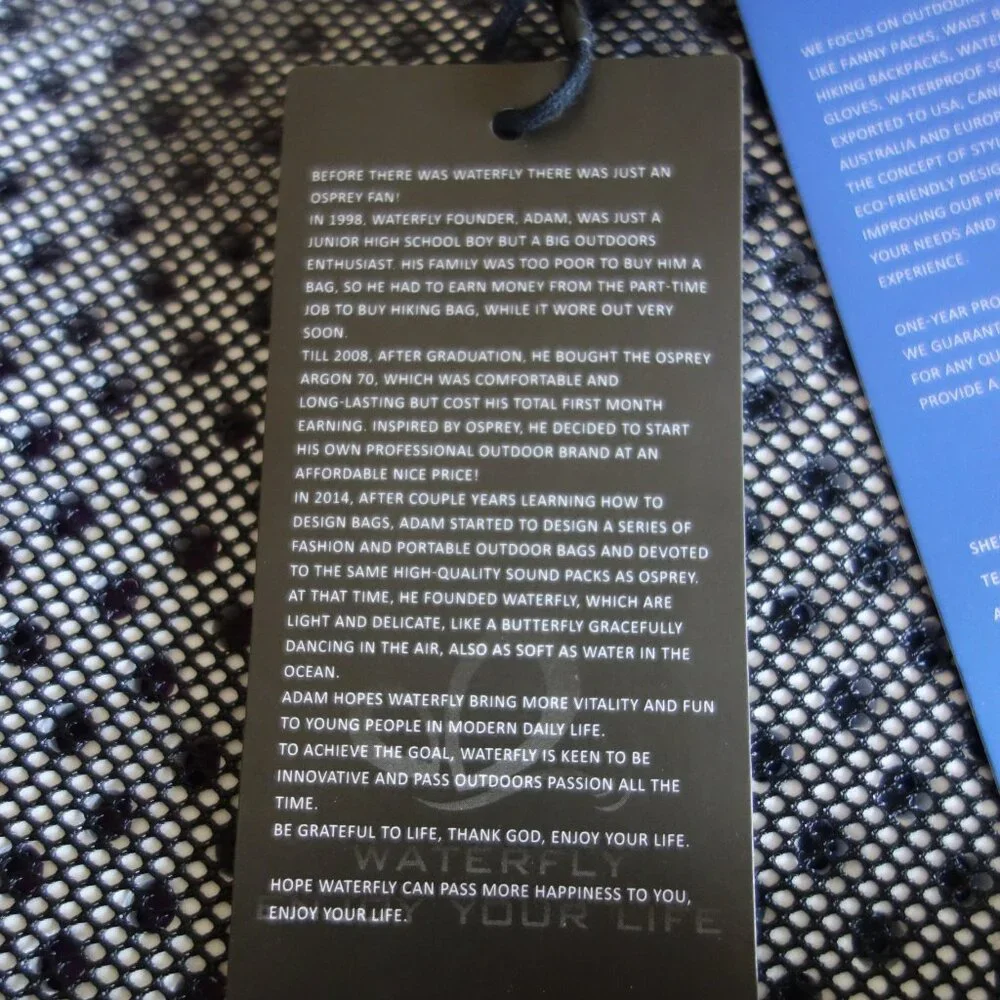 BEFORE THERE WAS WATERFLY THERE WAS JUST AN
OSPREY FAN!
IN 1998, WATERFLY FOUNDER, ADAM, WAS JUST A
JUNIOR HIGH SCHOOL BOY BUT A BIG OUTDOORS
ENTHUSIAST. HIS FAMILY WAS TOO POOR TO BUY HIM A
BAG, SO HE HAD TO EARN MONEY FROM THE PART-TIME
JOB TO BUY HIKING BAG, WHILE IT WORE OUT VERY
SOON.
TILL 2008, AFTER GRADUATION, HE BOUGHT THE OSPREY
ARGON 70, WHICH WAS COMFORTABLE AND
LONG-LASTING BUT COST HIS TOTAL FIRST MONTH
EARNING. INSPIRED BY OSPREY, HE DECIDED TO START
HIS OWN PROFESSIONAL OUTDOOR BRAND AT AN
AFFORDABLE NICE PRICE!
IN 2014, AFTER COUPLE YEARS LEARNING HOW TO
DESIGN BAGS, ADAM STARTED TO DESIGN A SERIES OF
FASHION AND PORTABLE OUTDOOR BAGS AND DEVOTED
TO THE SAME HIGH-QUALITY SOUND PACKS AS OSPREY.
AT THAT TIME, HE FOUNDED WATERFLY, WHICH ARE
LIGHT AND DELICATE, LIKE A BUTTERFLY GRACEFULLY
DANCING IN THE AIR, ALSO AS SOFT AS WATER IN THE
OCEAN.
ADAM HOPES WATERFLY BRING MORE VITALITY AND FUN
TO YOUNG PEOPLE IN MODERN DAILY LIFE.
TO ACHIEVE THE GOAL, WATERFLY IS KEEN TO BE
INNOVATIVE AND PASS OUTDOORS PASSION ALL THE
TIME.
BE GRATEFUL TO LIFE, THANK GOD, ENJOY YOUR LIFE.
WATERFLY
HOPE WATERFLY CAN PASS MORE HAPPINESS TO YOU,
ENJOY YOUR LIFE.
ENJOY YOUR LIFE
WE FOCUS ON OUTDOOR
LIKE FANNY PACKS, WAIST
HIKING BACKPACKS, WATE
GLOVES, WATERPROOF
EXPORTED TO USA, CAN
AUSTRALIA AND EUROP
THE CONCEPT OF STYL
ECO-FRIENDLY DESIG
IMPROVING OUR PR
YOUR NEEDS AND
EXPERIENCE.
ONE-YEAR PRO
WE GUARANT
FOR ANY QU
PROVIDE A
SHE
TE
A